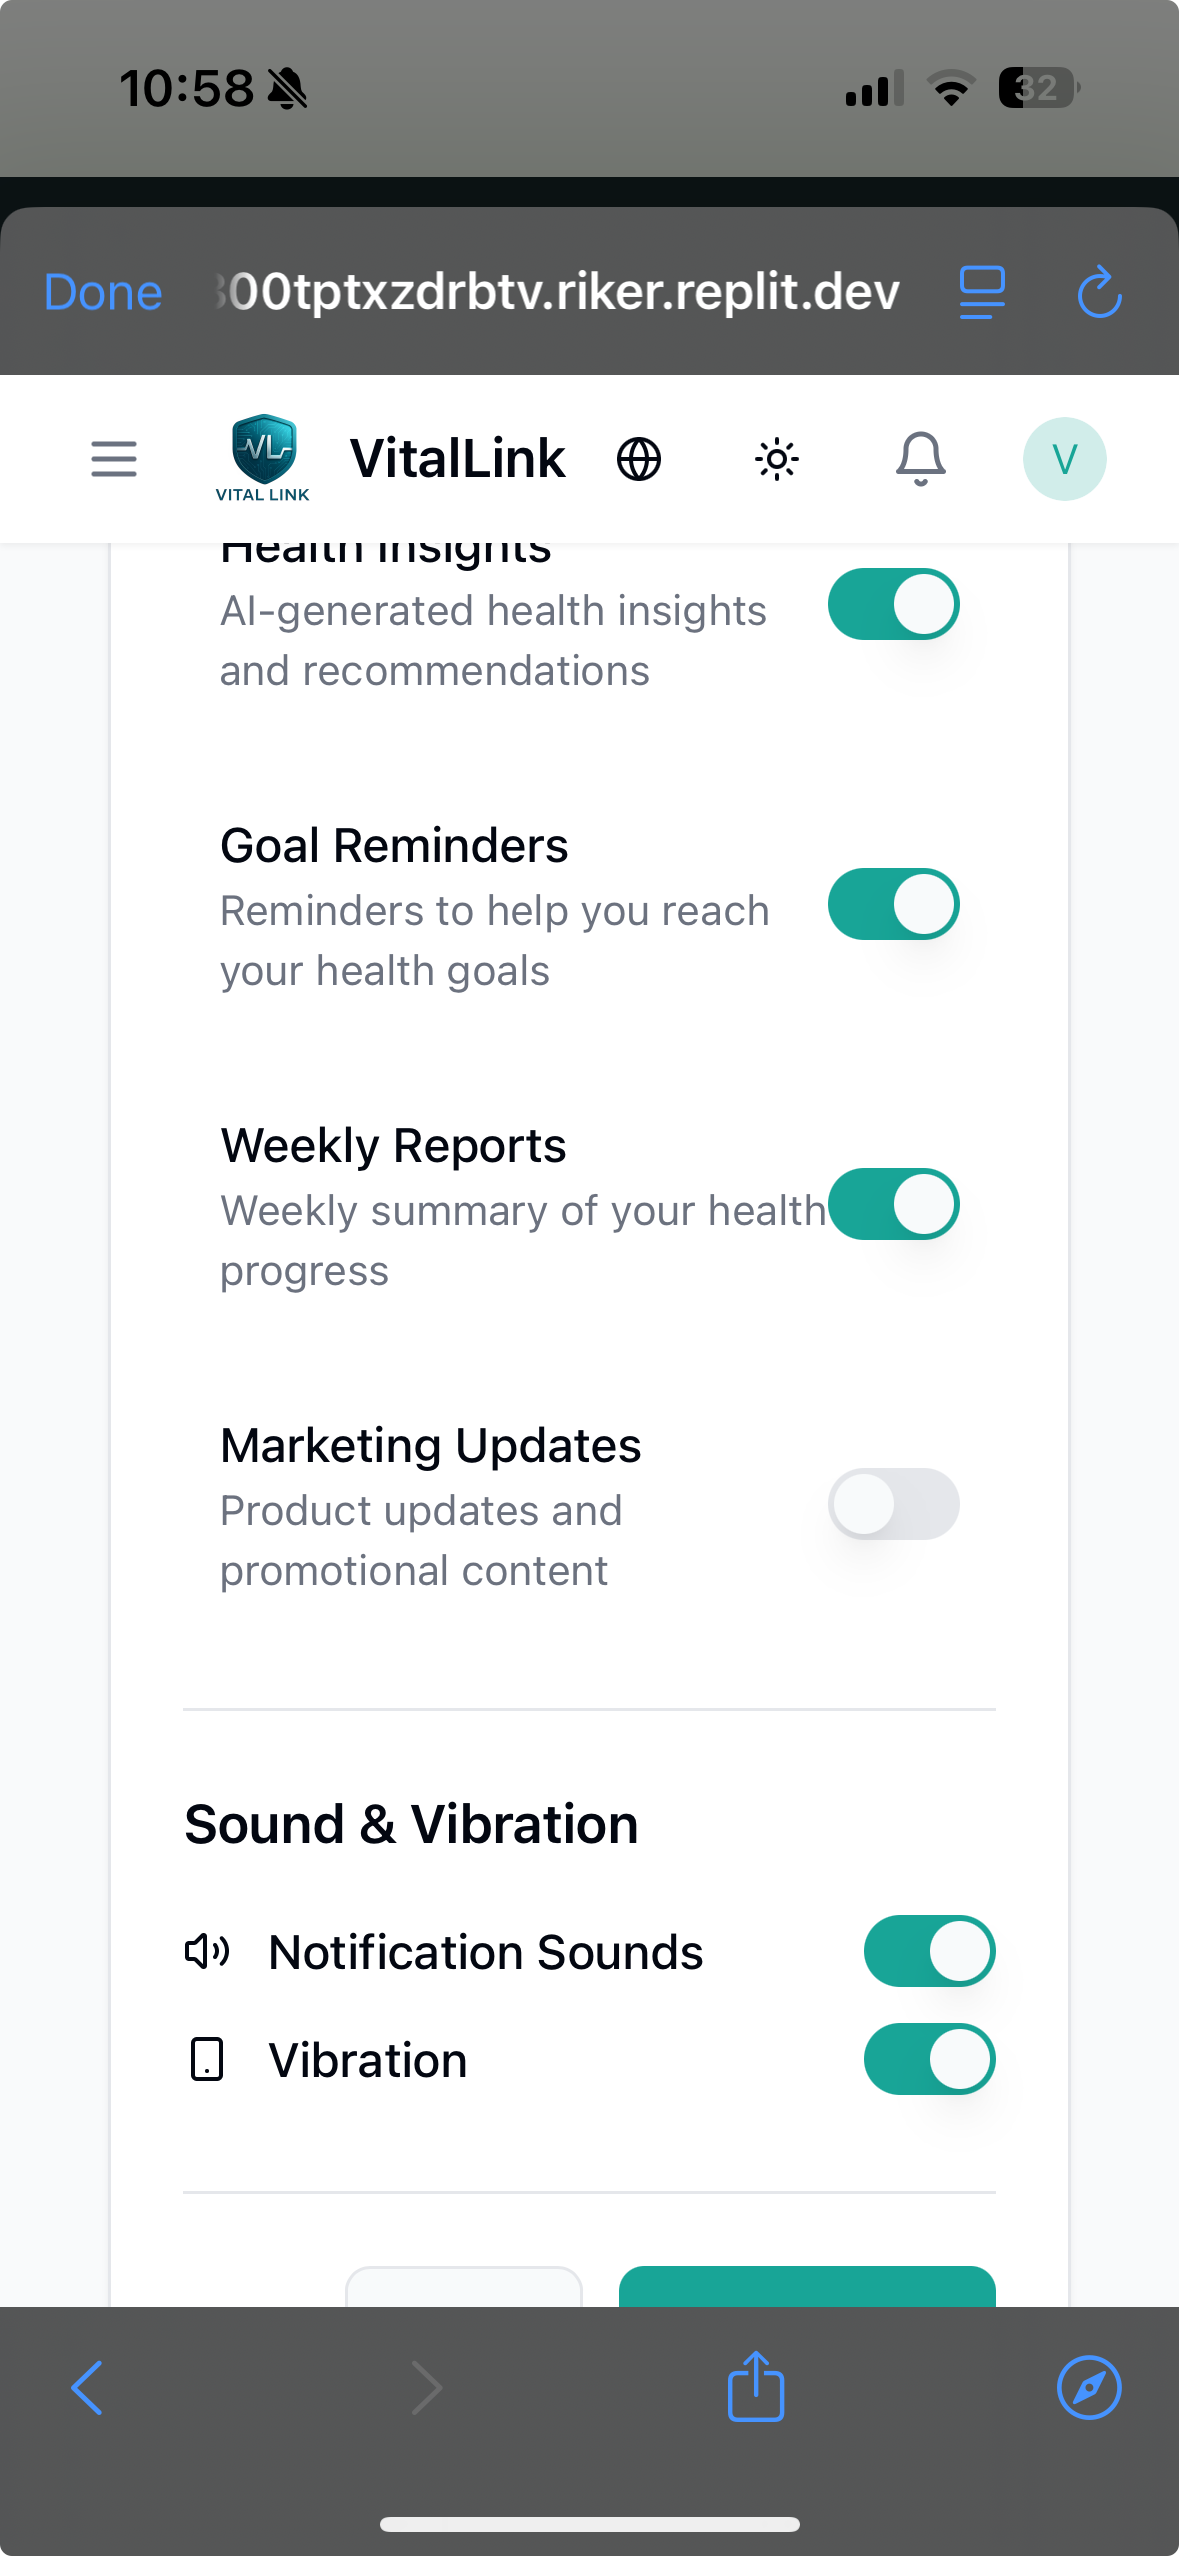 10:58
32
Done
00tptxzdrbtv.riker.replit.dev
VL
VITAL LINK
VitalLink
V
Health Insights
AI-generated health insights
and recommendations
Goal Reminders
Reminders to help you reach
your health goals
Weekly Reports
Weekly summary of your health
progress
Marketing Updates
Product updates and
promotional content
Sound & Vibration
Notification Sounds
Vibration